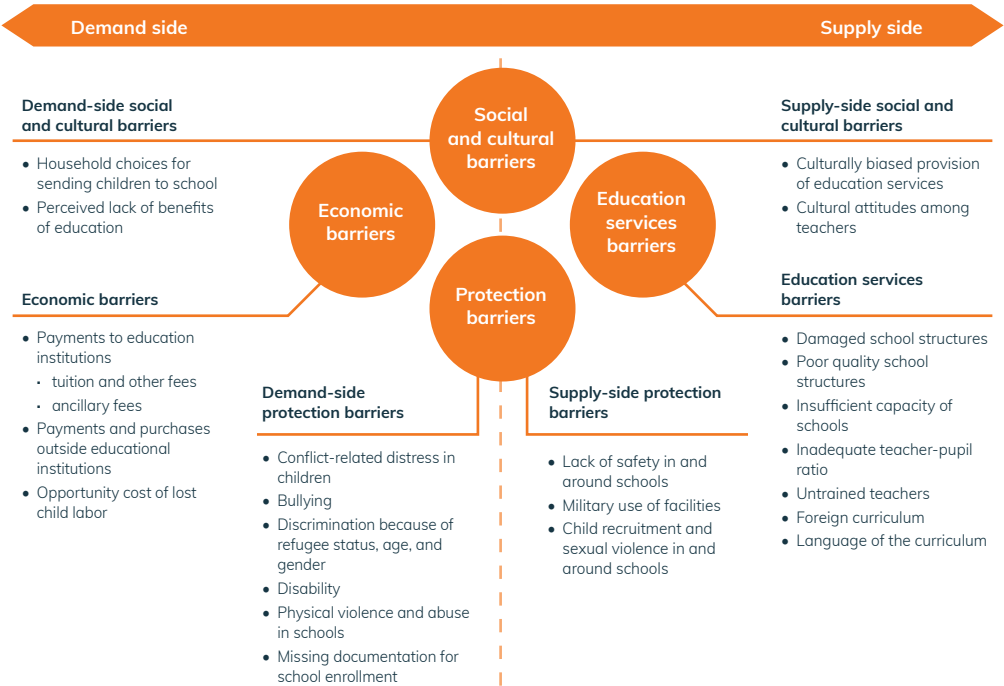 Demand side
Supply side
Social
and cultural
barriers
Economic
barriers
Education
services
barriers
Protection
barriers
Demand-side social
and cultural barriers
• Household choices for
sending children to school
• Perceived lack of benefits
of education
Economic barriers
• Payments to education
institutions
· tuition and other fees
· ancillary fees
• Payments and purchases
outside educational
institutions
• Opportunity cost of lost
child labor
Demand-side
protection barriers
• Conflict-related distress in
children
• Bullying
• Discrimination because of
refugee status, age, and
gender
• Disability
• Physical violence and abuse
in schools
• Missing documentation for
school enrollment
Supply-side protection
barriers
• Lack of safety in and
around schools
• Military use of facilities
• Child recruitment and
sexual violence in and
around schools
Supply-side social and
cultural barriers
• Culturally biased provision
of education services
• Cultural attitudes among
teachers
Education services
barriers
• Damaged school structures
• Poor quality school
structures
• Insufficient capacity of
schools
• Inadequate teacher-pupil
ratio
• Untrained teachers
• Foreign curriculum
• Language of the curriculum